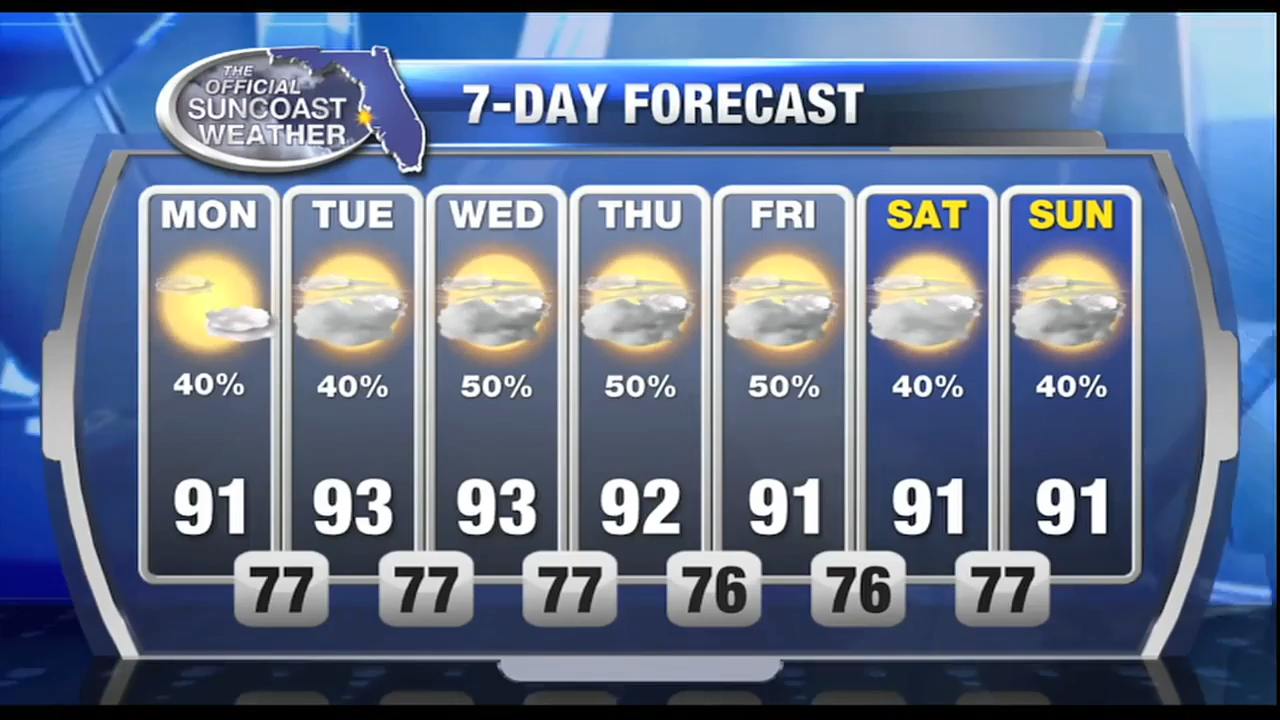 THE
OFFICIAL
SUNCOAST
WEATHER
7-DAY FORECAST
MON TUE WED THU FRI SAT SUN
40% 40% 50% 50% 50% 40% 40%
91 93 93 92 91 91 91
77 77 77 76 76 77